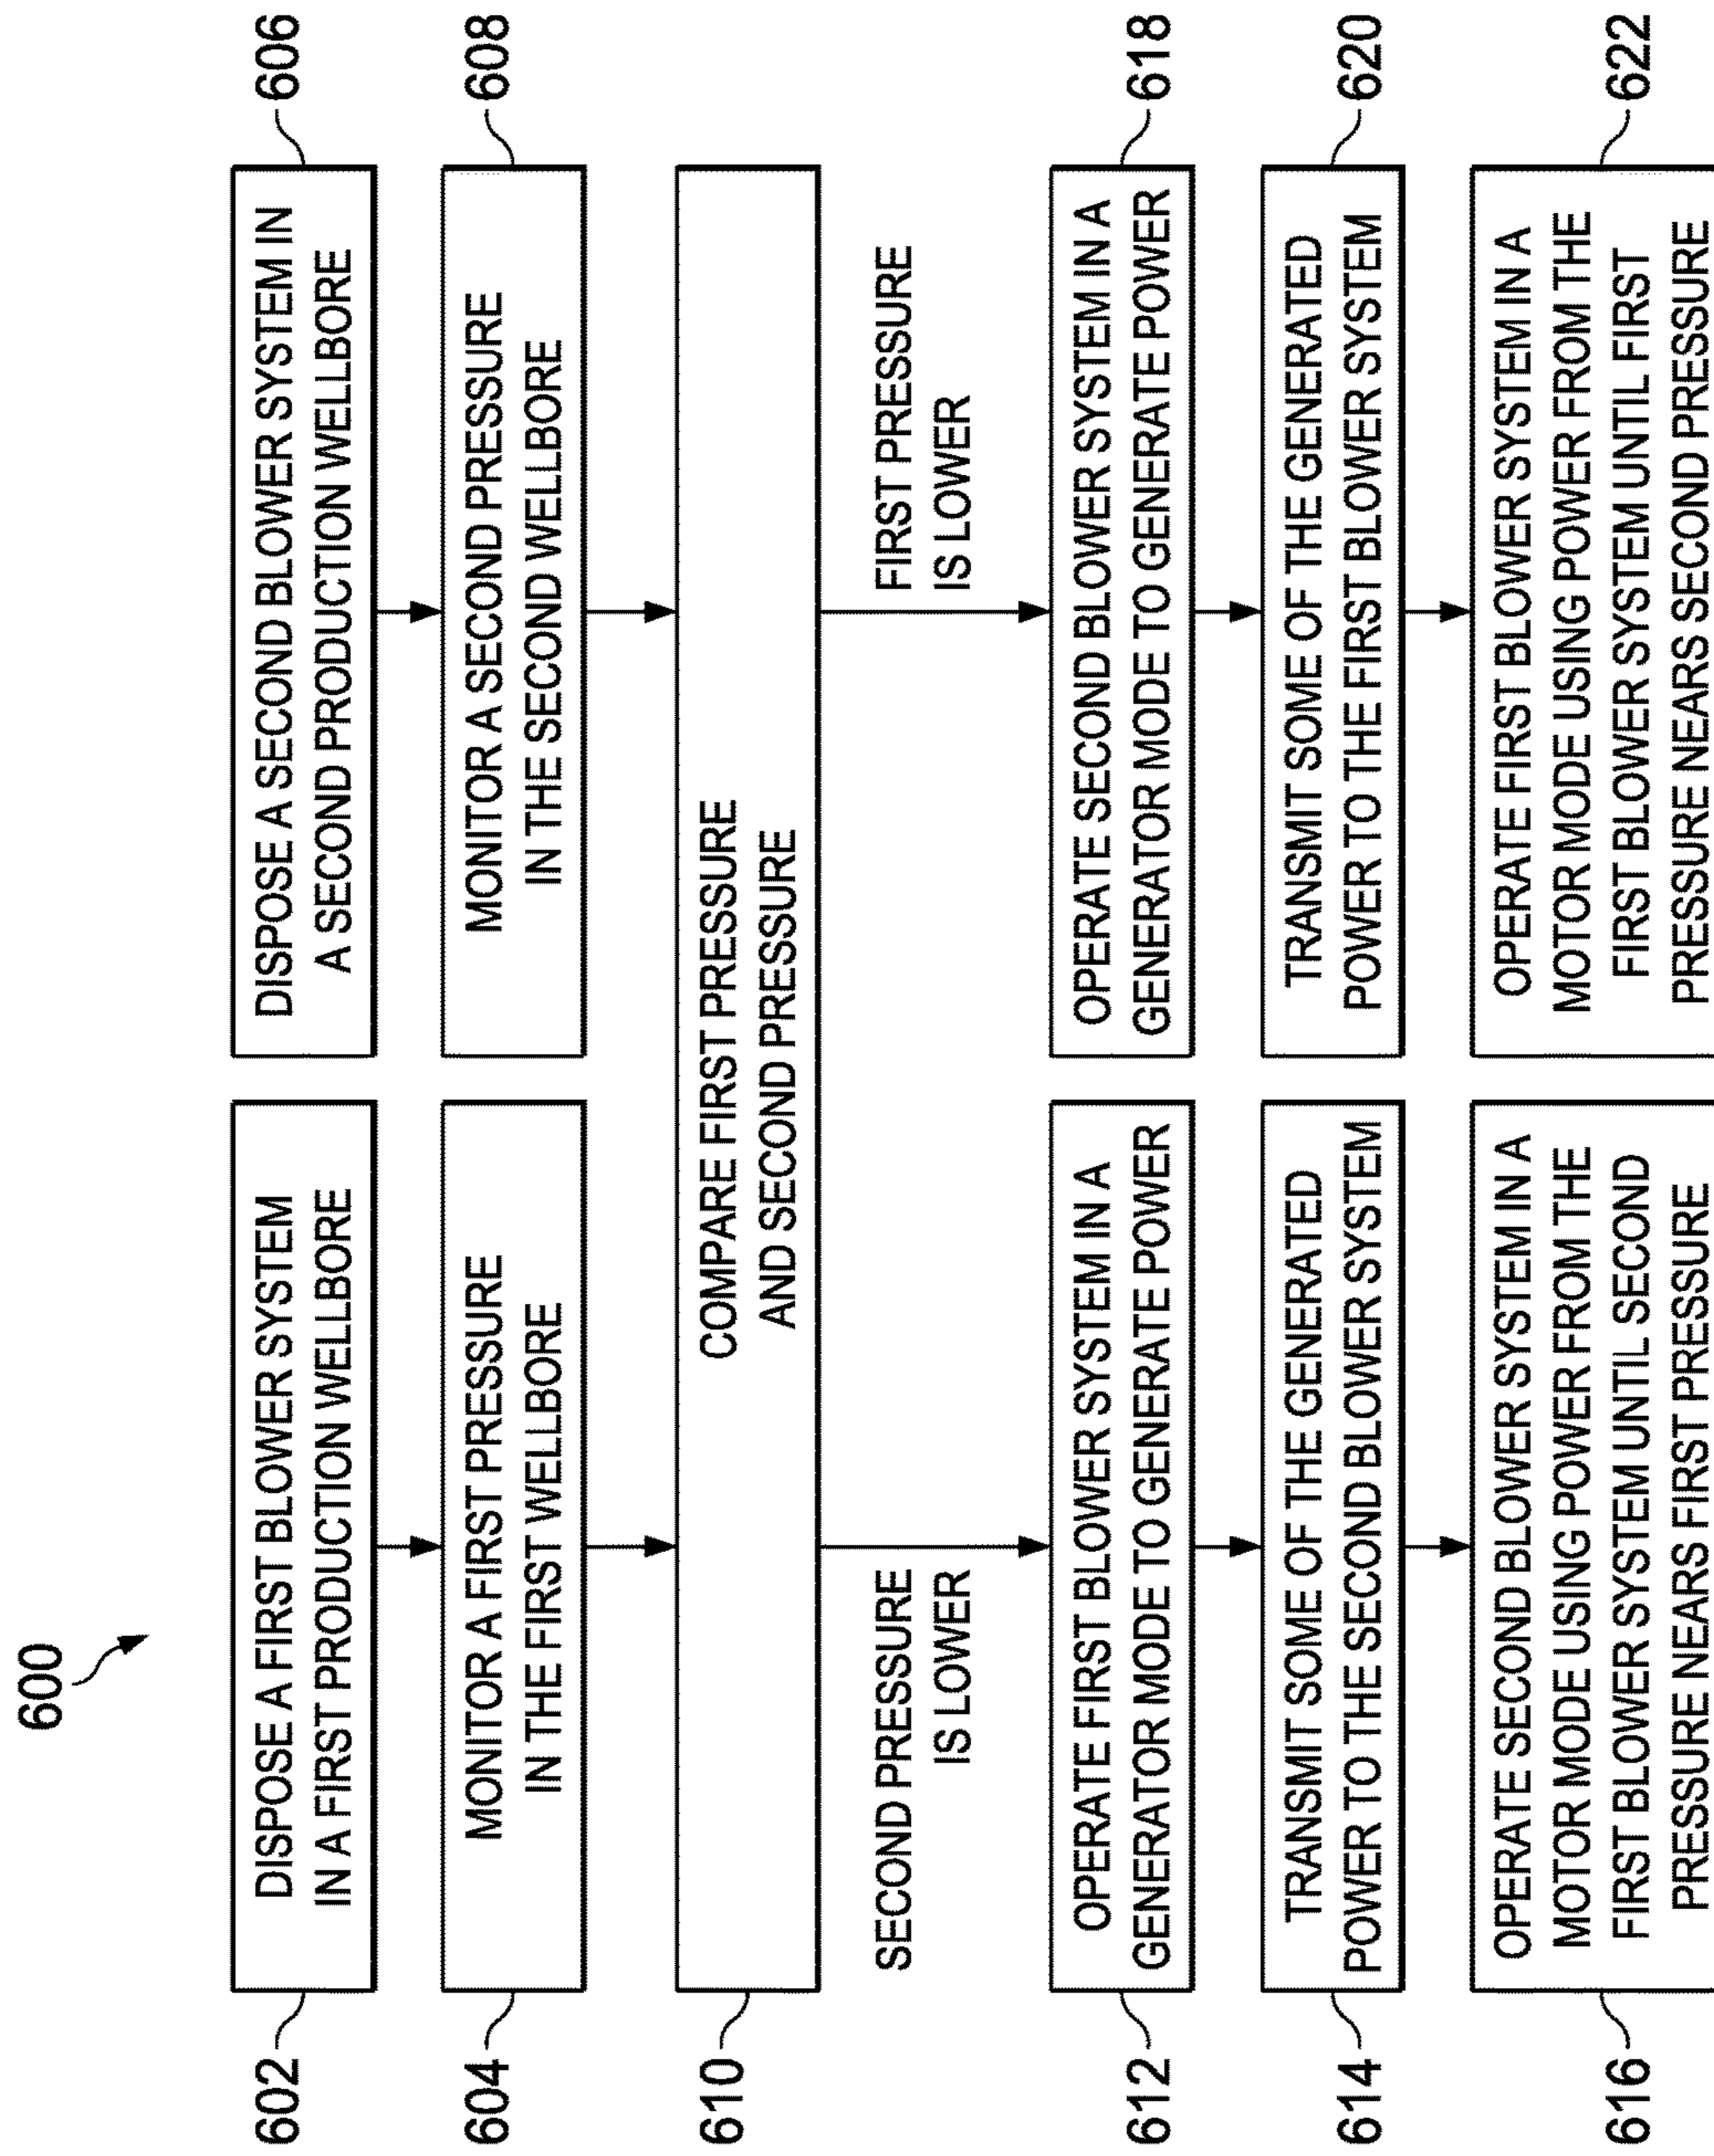 600
602
DISPOSE A FIRST BLOWER SYSTEM
IN A FIRST PRODUCTION WELLBORE
606
DISPOSE A SECOND BLOWER SYSTEM IN
A SECOND PRODUCTION WELLBORE
604
MONITOR A FIRST PRESSURE
IN THE FIRST WELLBORE
608
MONITOR A SECOND PRESSURE
IN THE SECOND WELLBORE
610
COMPARE FIRST PRESSURE
AND SECOND PRESSURE
SECOND PRESSURE
IS LOWER
FIRST PRESSURE
IS LOWER
612
OPERATE FIRST BLOWER SYSTEM IN A
GENERATOR MODE TO GENERATE POWER
618
OPERATE SECOND BLOWER SYSTEM IN A
GENERATOR MODE TO GENERATE POWER
614
TRANSMIT SOME OF THE GENERATED
POWER TO THE SECOND BLOWER SYSTEM
620
TRANSMIT SOME OF THE GENERATED
POWER TO THE FIRST BLOWER SYSTEM
616
OPERATE SECOND BLOWER SYSTEM IN A
MOTOR MODE USING POWER FROM THE
FIRST BLOWER SYSTEM UNTIL SECOND
PRESSURE NEARS FIRST PRESSURE
622
OPERATE FIRST BLOWER SYSTEM IN A
MOTOR MODE USING POWER FROM THE
FIRST BLOWER SYSTEM UNTIL FIRST
PRESSURE NEARS SECOND PRESSURE